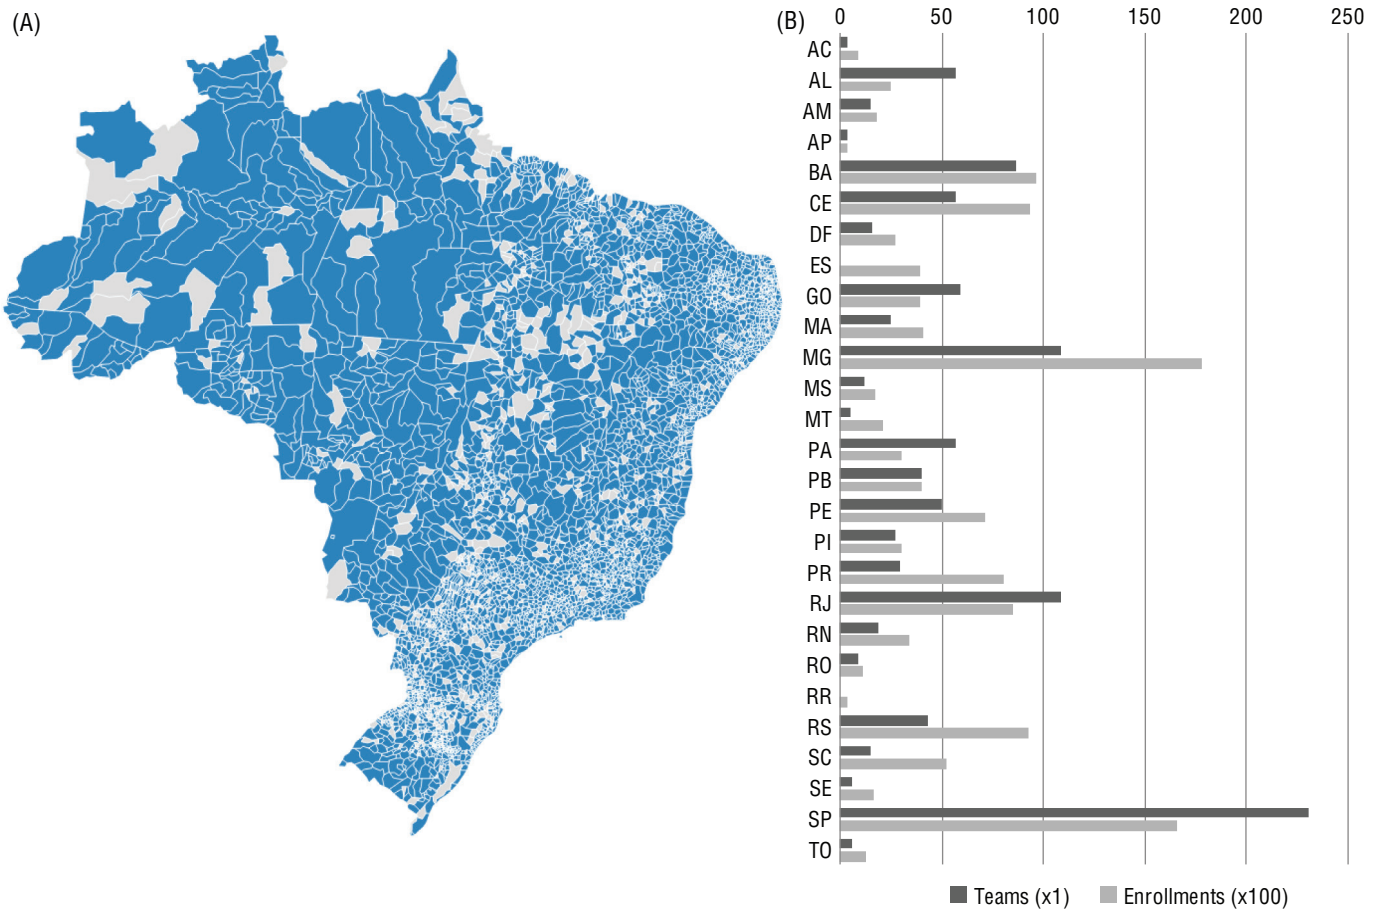 (A)
(B)
0 50 100 150 200 250
AC
AL
AM
AP
BA
CE
DF
ES
GO
MA
MG
MS
MT
PA
PB
PE
PI
PR
RJ
RN
RO
RR
RS
SC
SE
SP
TO
Teams (x1) Enrollments (x100)